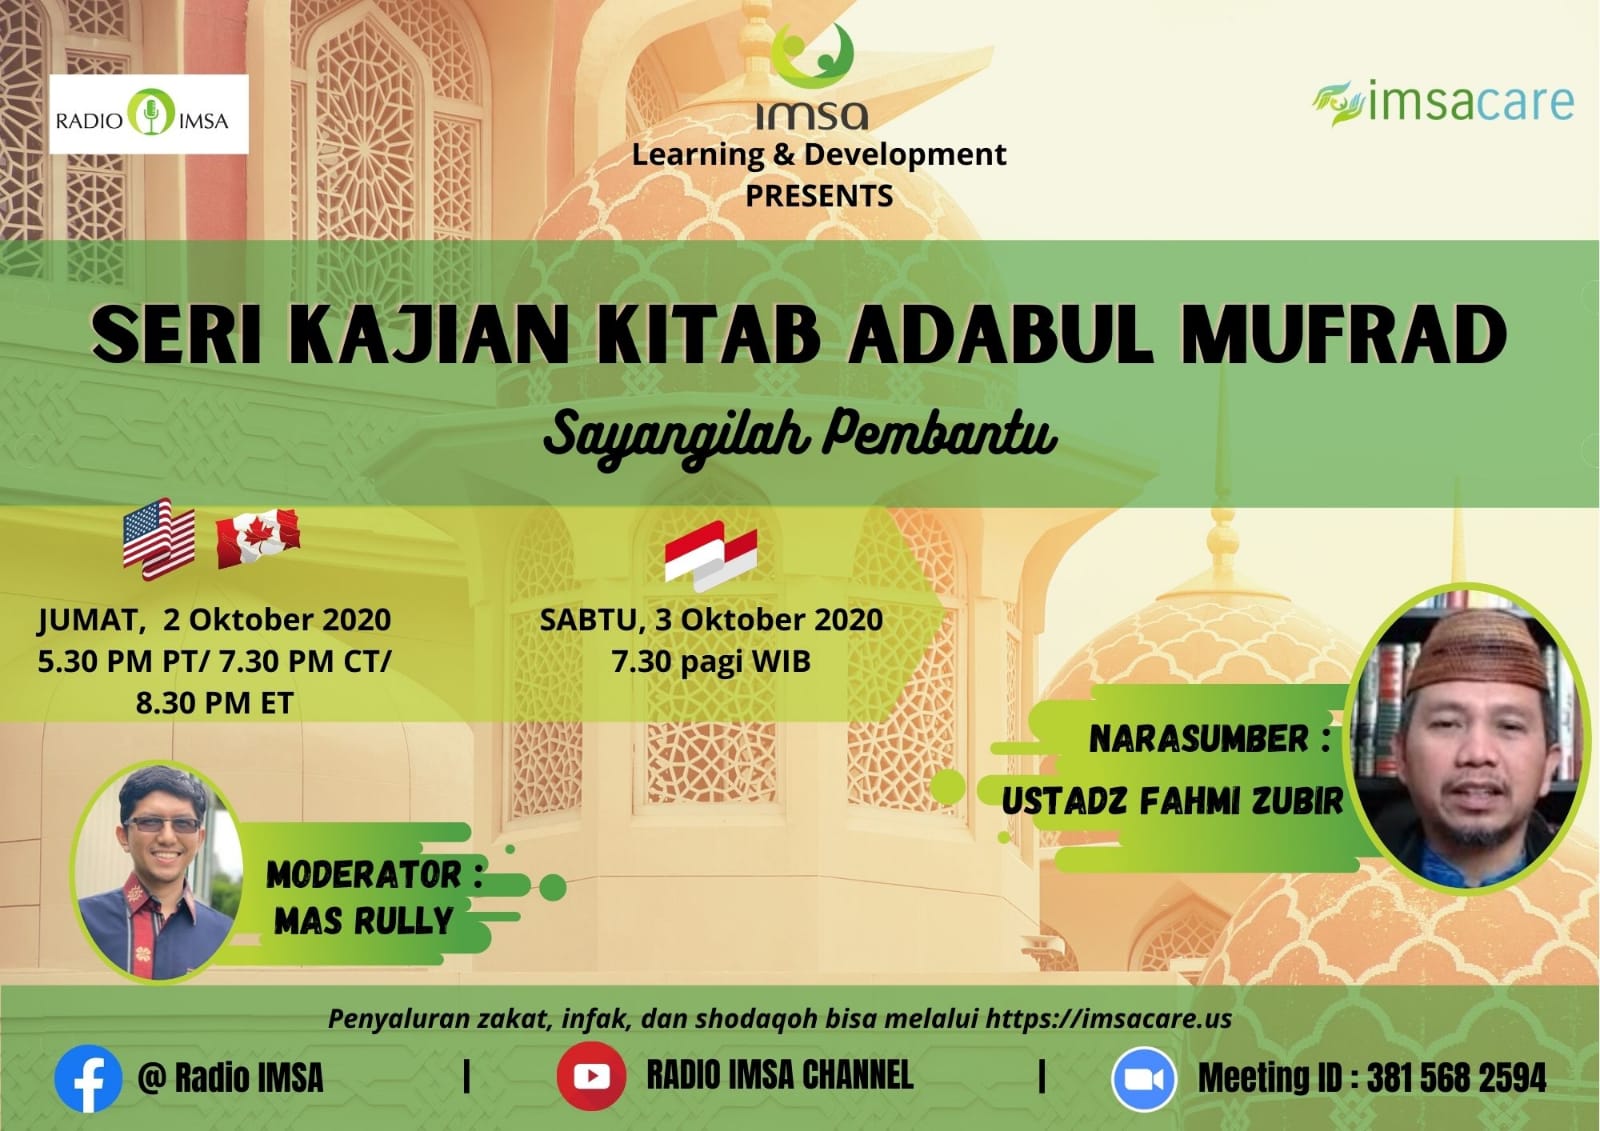 RADIO IMSA
imsa
imsacare
Learning & Development
PRESENTS
SERI KAJIAN KITAB ADABUL MUFRAD
Sayangilah Pembantu
JUMAT, 2 Oktober 2020
5.30 PM PT/ 7.30 PM CT/
8.30 PM ET
SABTU, 3 Oktober 2020
7.30 pagi WIB
NARASUMBER :
USTADZ FAHMI ZUBIR
MODERATOR :
MAS RULLY
Penyaluran zakat, infak, dan shodaqoh bisa melalui https://imsacare.us
@ Radio IMSA | RADIO IMSA CHANNEL | Meeting ID : 381 568 2594